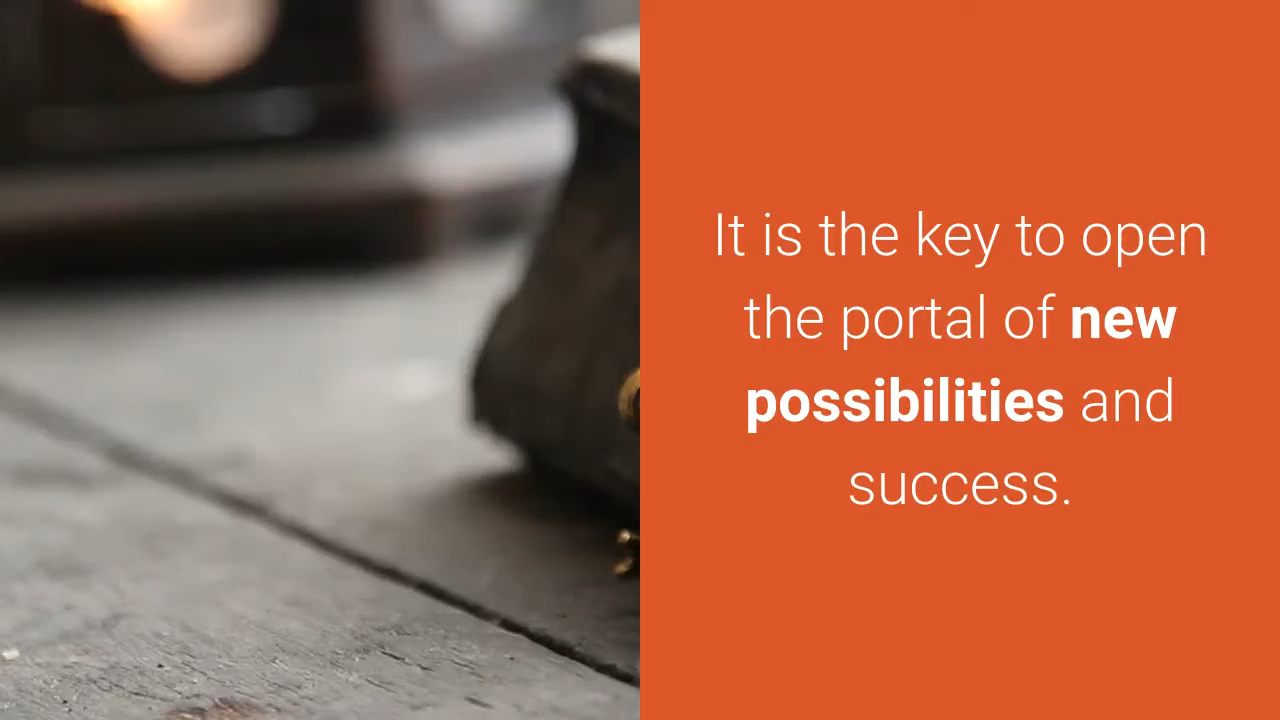 It is the key to open
the portal of new
possibilities and
success.